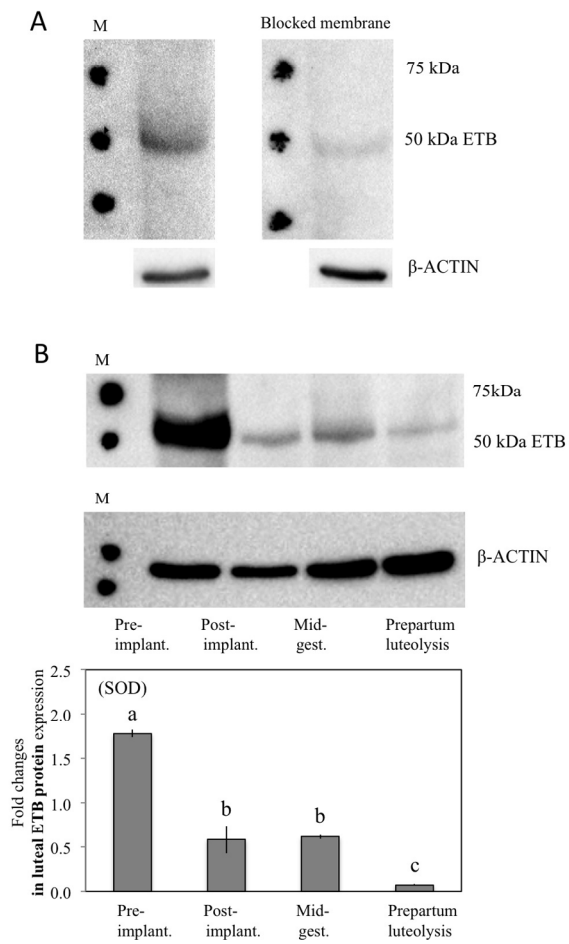 A
M
Blocked membrane
75 kDa
50 kDa ETB
β-ACTIN
B
M
75kDa
50 kDa ETB
M
β-ACTIN
Pre- Post- Mid- Prepartum
implant. implant. gest. luteolysis
Fold changes
in luteal ETB protein expression
(SOD)
2.5
2.0
1.5
1.0
0.5
0.0
a
b
b
c
Pre- Post- Mid- Prepartum
implant. implant. gest. luteolysis